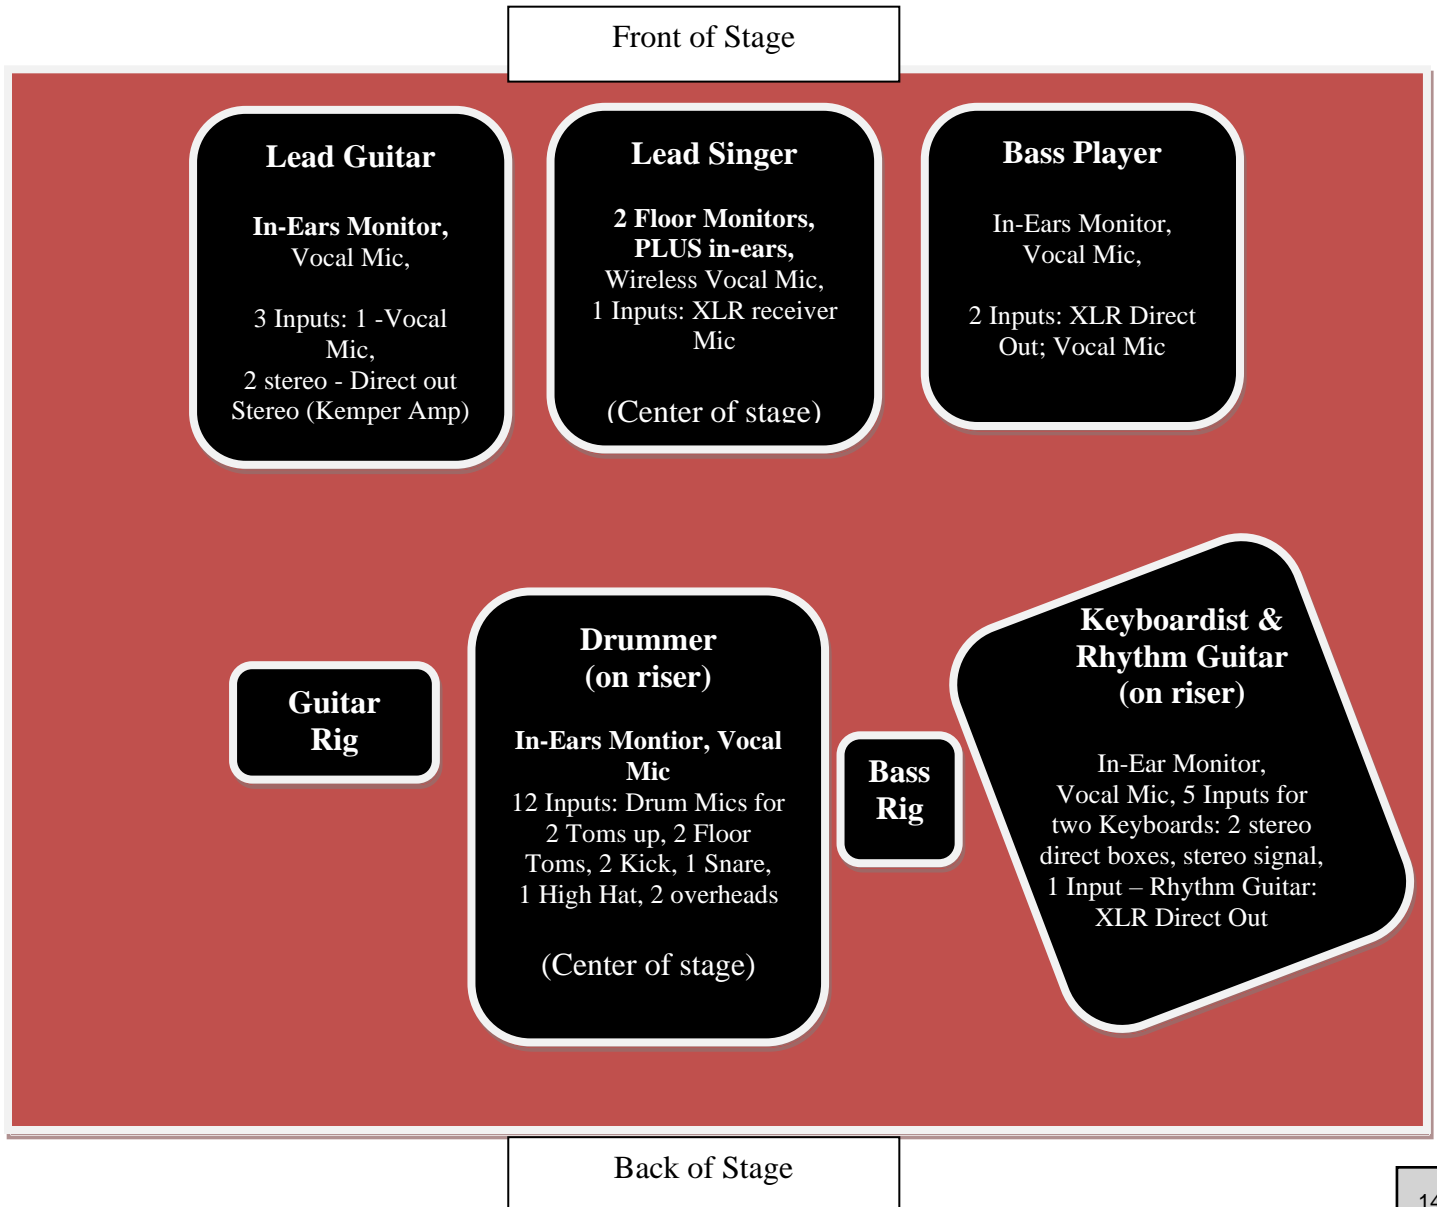 Front of Stage
Lead Guitar
In-Ears Monitor,
Vocal Mic,
3 Inputs: 1 -Vocal
Mic,
2 stereo - Direct out
Stereo (Kemper Amp)
Lead Singer
2 Floor Monitors,
PLUS in-ears,
Wireless Vocal Mic,
1 Inputs: XLR receiver
Mic
(Center of stage)
Bass Player
In-Ears Monitor,
Vocal Mic,
2 Inputs: XLR Direct
Out; Vocal Mic
Guitar
Rig
Drummer
(on riser)
In-Ears Montior, Vocal
Mic
12 Inputs: Drum Mics for
2 Toms up, 2 Floor
Toms, 2 Kick, 1 Snare,
1 High Hat, 2 overheads
(Center of stage)
Bass
Rig
Keyboardist &
Rhythm Guitar
(on riser)
In-Ear Monitor,
Vocal Mic, 5 Inputs for
two Keyboards: 2 stereo
direct boxes, stereo signal,
1 Input – Rhythm Guitar:
XLR Direct Out
Back of Stage
14